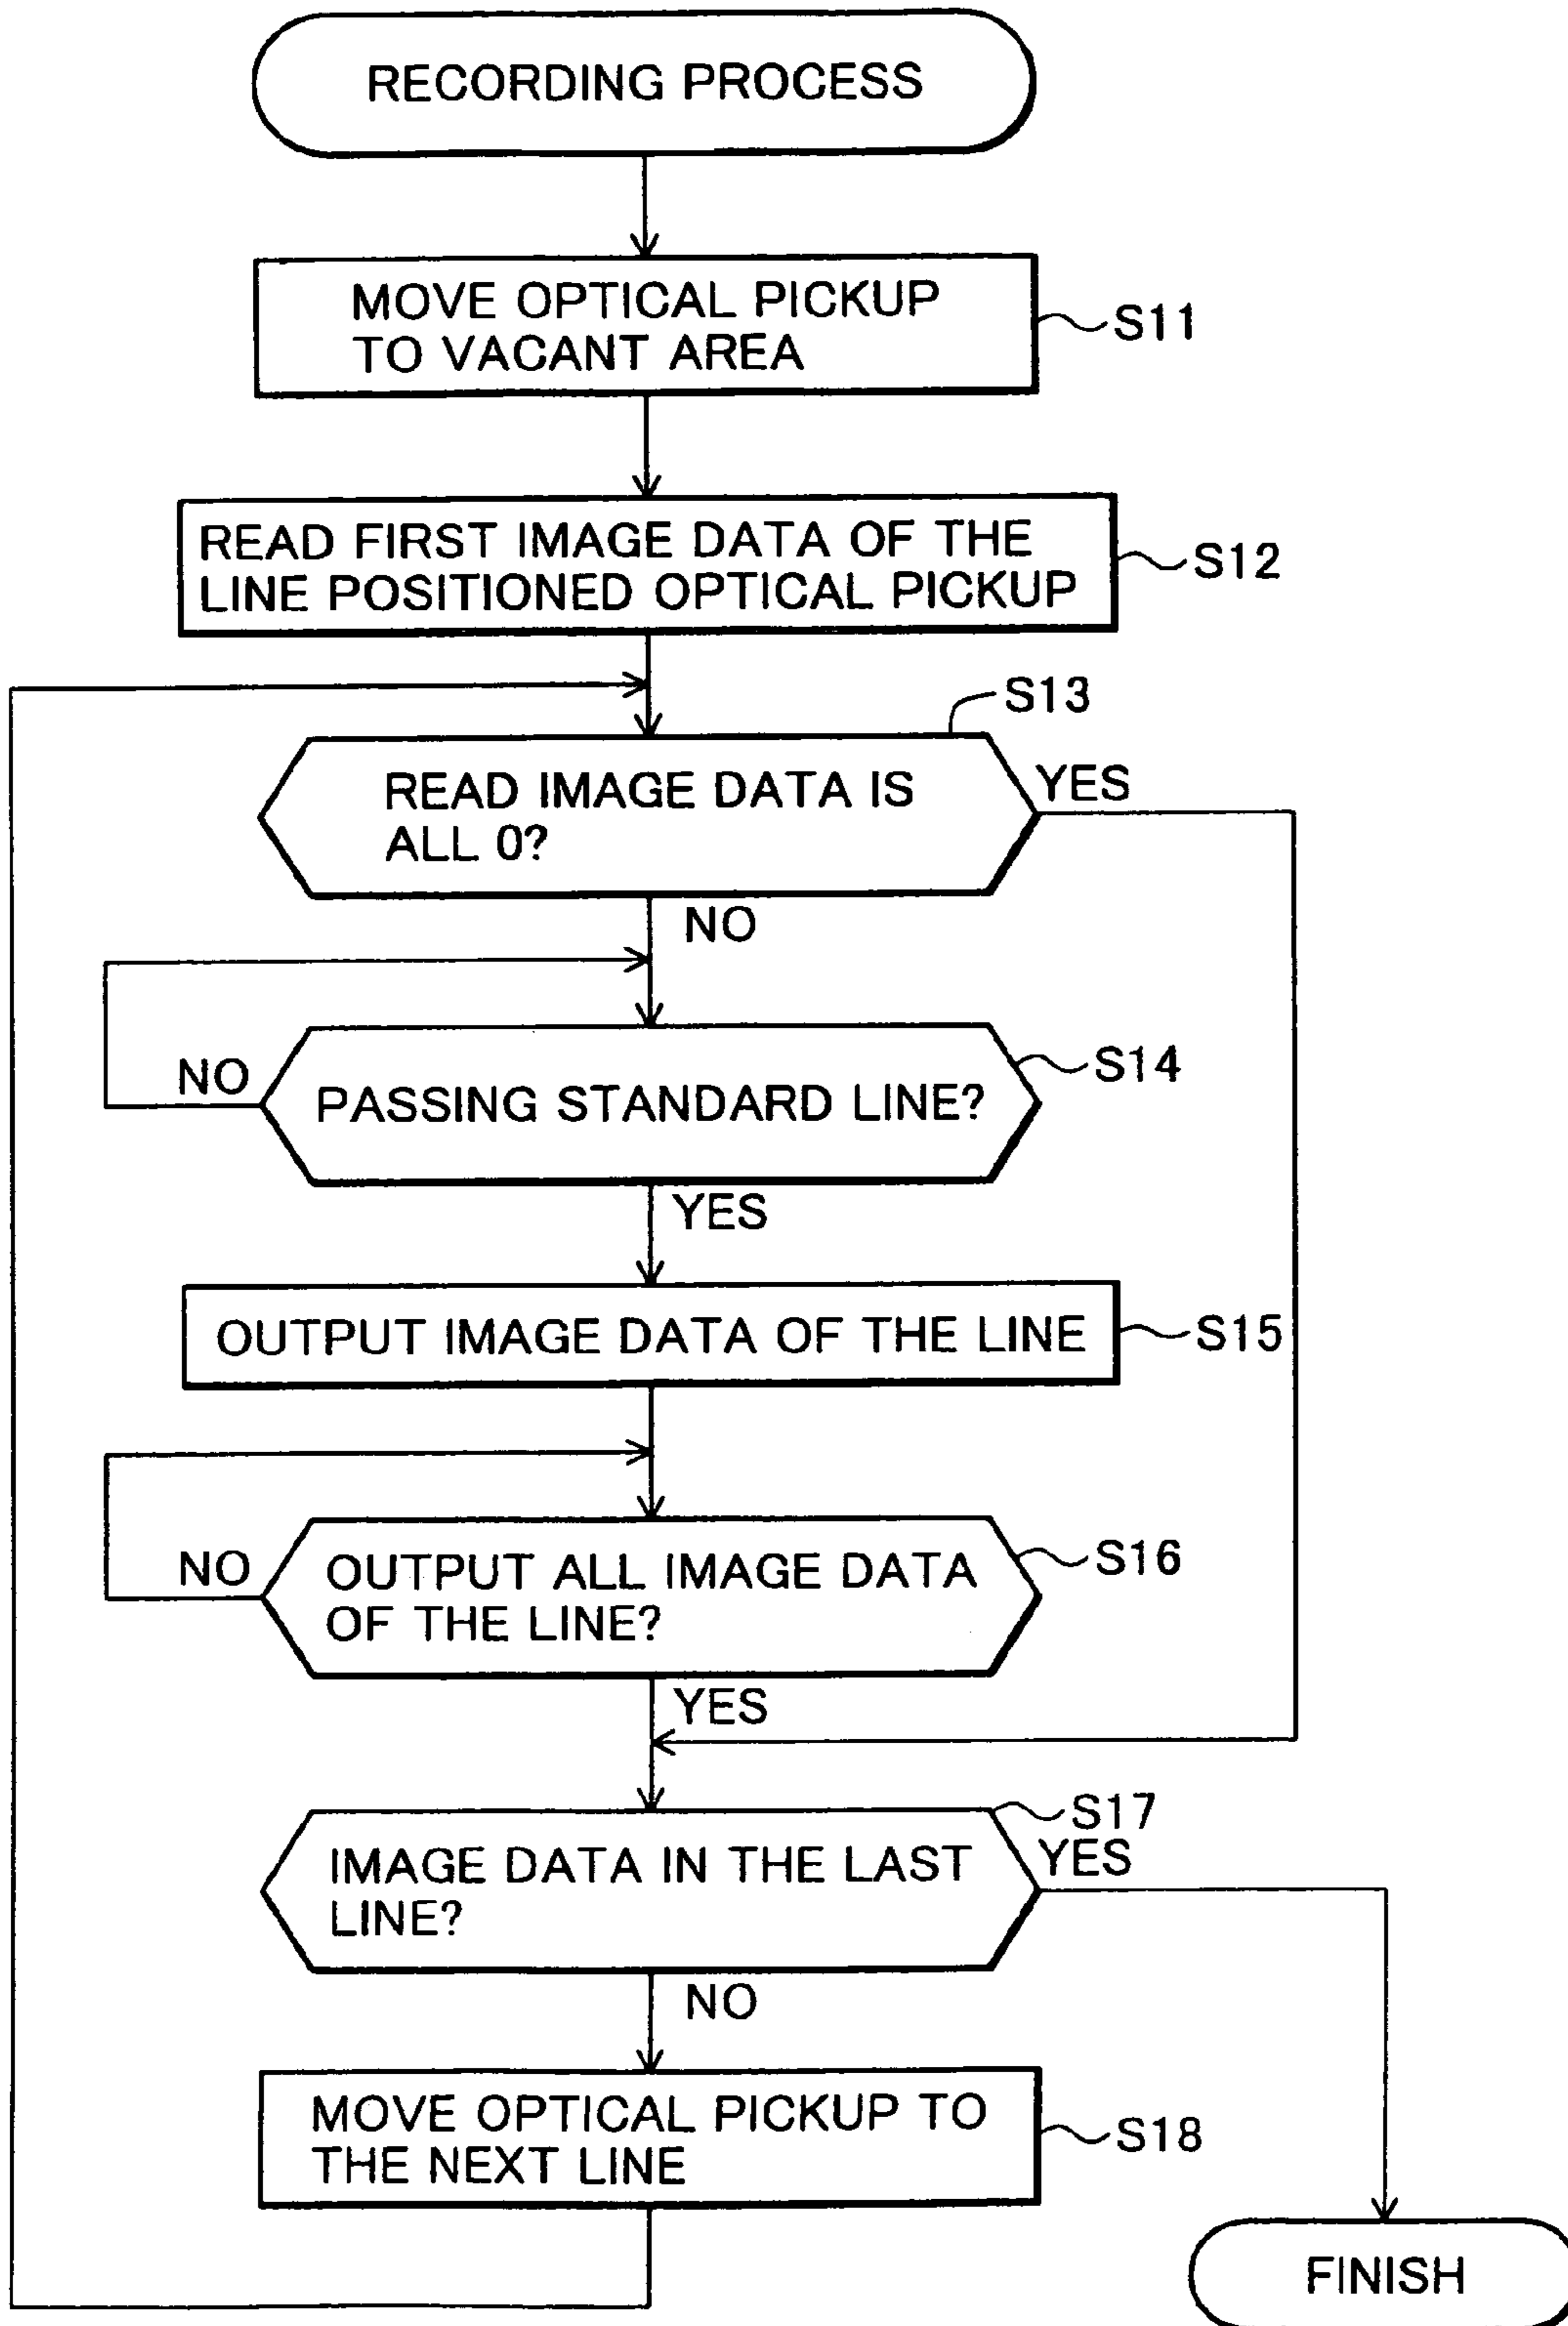 RECORDING PROCESS
MOVE OPTICAL PICKUP
TO VACANT AREA
S11
READ FIRST IMAGE DATA OF THE
LINE POSITIONED OPTICAL PICKUP
S12
S13
READ IMAGE DATA IS
ALL 0?
YES
NO
S14
NO
PASSING STANDARD LINE?
YES
OUTPUT IMAGE DATA OF THE LINE
S15
S16
NO
OUTPUT ALL IMAGE DATA
OF THE LINE?
YES
S17
IMAGE DATA IN THE LAST
LINE?
YES
NO
MOVE OPTICAL PICKUP TO
THE NEXT LINE
S18
FINISH